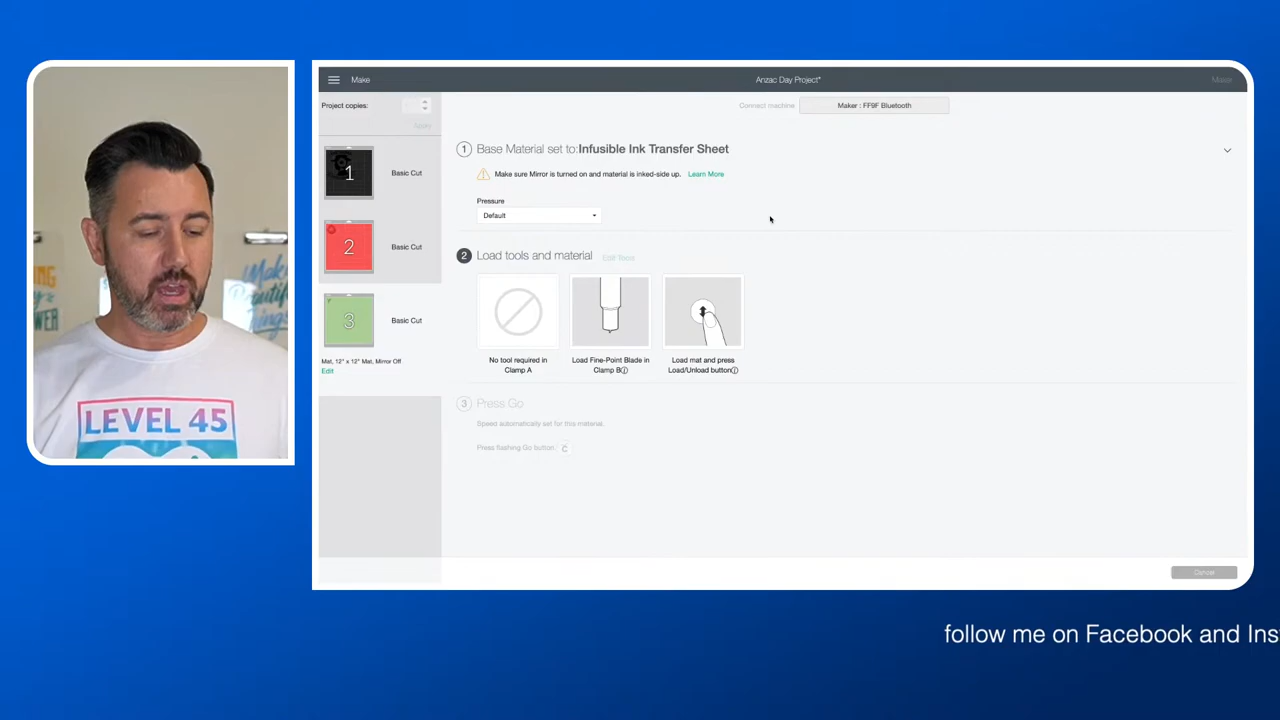 Make
Anzac Day Project*
Maker
Project copies:
Apply
Connect machine
Maker : FF9F Bluetooth
1
Basic Cut
2
Basic Cut
3
Basic Cut
Mat, 12" x 12" Mat, Mirror Off
Edit
1 Base Material set to:Infusible Ink Transfer Sheet
Make sure Mirror is turned on and material is inked-side up. Learn More
Pressure
Default
2 Load tools and material Edit Tools
No tool required in
Clamp A
Load Fine-Point Blade in
Clamp B
Load mat and press
Load/Unload button
3 Press Go
Speed automatically set for this material.
Press flashing Go button
Cancel
LEVEL 45
follow me on Facebook and Ins